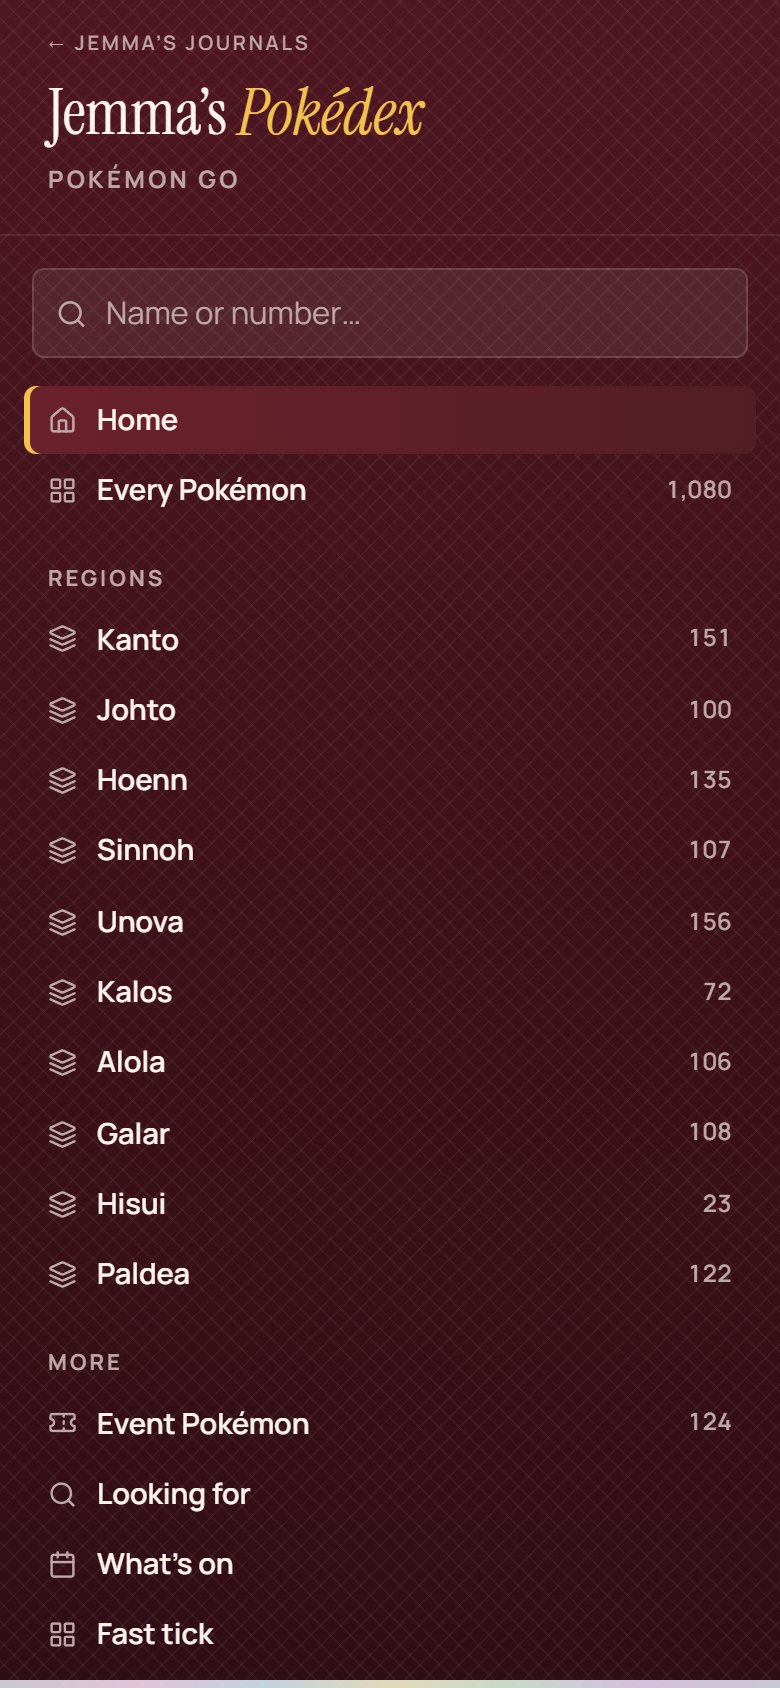 ← JEMMA’S JOURNALS
Jemma’s Pokédex
POKÉMON GO
Name or number…
Home
Every Pokémon 1,080
REGIONS
Kanto 151
Johto 100
Hoenn 135
Sinnoh 107
Unova 156
Kalos 72
Alola 106
Galar 108
Hisui 23
Paldea 122
MORE
Event Pokémon 124
Looking for
What’s on
Fast tick